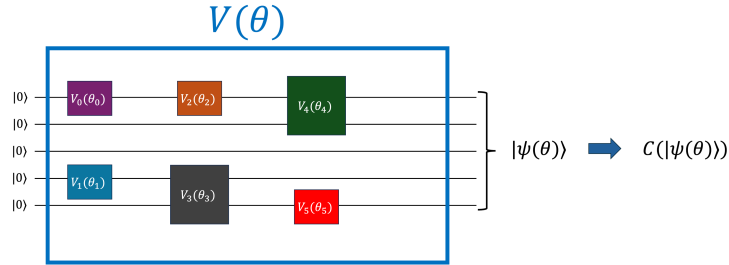 V(θ)
|0⟩ V₀(θ₀) V₂(θ₂) V₄(θ₄)
|0⟩
|0⟩ |ψ(θ)⟩ C(|ψ(θ)⟩)
|0⟩ V₁(θ₁) V₃(θ₃)
|0⟩ V₅(θ₅)